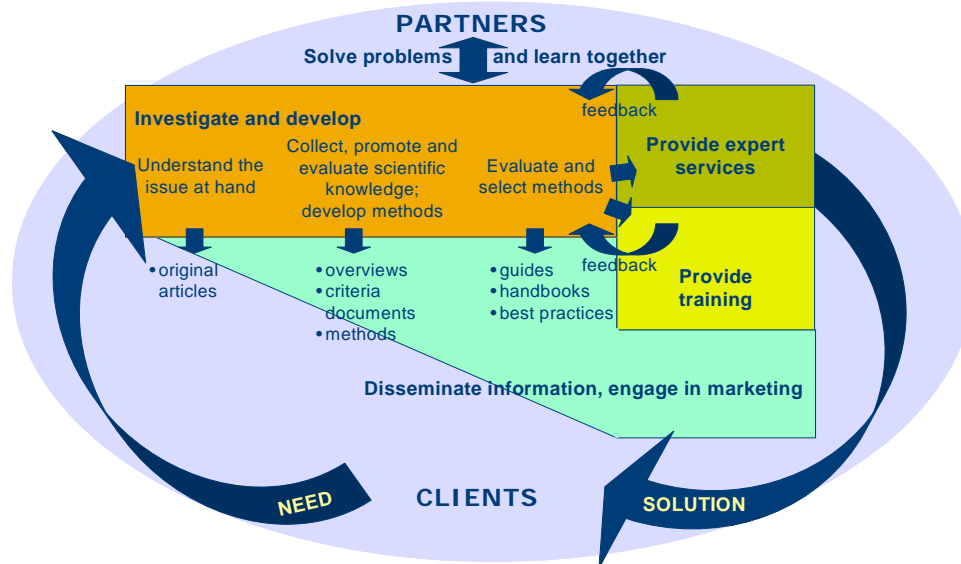 PARTNERS
Solve problems and learn together
feedback
Investigate and develop
Understand the
issue at hand
Collect, promote and
evaluate scientific
knowledge;
develop methods
Evaluate and
select methods
Provide expert
services
feedback
Provide
training
•original
articles
•overviews
•criteria
documents
•methods
•guides
•handbooks
•best practices
Disseminate information, engage in marketing
NEED
CLIENTS
SOLUTION